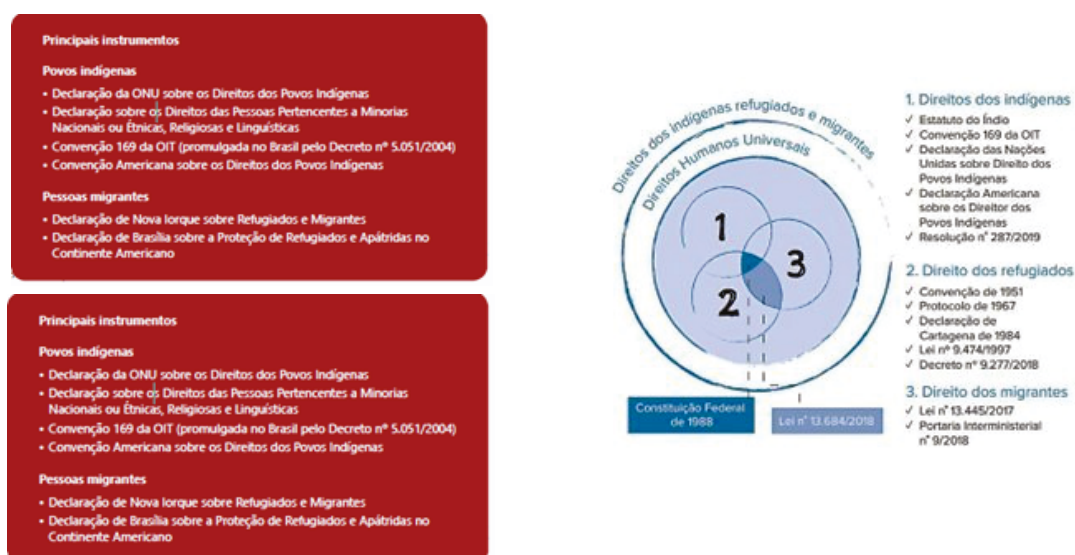 Principais instrumentos
Povos indígenas
• Declaração da ONU sobre os Direitos dos Povos Indígenas
• Declaração sobre os Direitos das Pessoas Pertencentes a Minorias
Nacionais ou Étnicas, Religiosas e Linguísticas
• Convenção 169 da OIT (promulgada no Brasil pelo Decreto nº 5.051/2004)
• Convenção Americana sobre os Direitos dos Povos Indígenas
Pessoas migrantes
• Declaração de Nova Iorque sobre Refugiados e Migrantes
• Declaração de Brasília sobre a Proteção de Refugiados e Apátridas no
Continente Americano
Principais instrumentos
Povos indígenas
• Declaração da ONU sobre os Direitos dos Povos Indígenas
• Declaração sobre os Direitos das Pessoas Pertencentes a Minorias
Nacionais ou Étnicas, Religiosas e Linguísticas
• Convenção 169 da OIT (promulgada no Brasil pelo Decreto nº 5.051/2004)
• Convenção Americana sobre os Direitos dos Povos Indígenas
Pessoas migrantes
• Declaração de Nova Iorque sobre Refugiados e Migrantes
• Declaração de Brasília sobre a Proteção de Refugiados e Apátridas no
Continente Americano
Direitos dos indígenas refugiados e migrantes
Direitos Humanos Universais
1
3
2
Constituição Federal
de 1988
Lei n° 13.684/2018
1. Direitos dos indígenas
✓ Estatuto do Índio
✓ Convenção 169 da OIT
✓ Declaração das Nações
Unidas sobre Direito dos
Povos Indígenas
✓ Declaração Americana
sobre os Direitor dos
Povos Indígenas
✓ Resolução n° 287/2019
2. Direito dos refugiados
✓ Convenção de 1951
✓ Protocolo de 1967
✓ Declaração de
Cartagena de 1984
✓ Lei nº 9.474/1997
✓ Decreto nº 9.277/2018
3. Direito dos migrantes
✓ Lei n° 13.445/2017
✓ Portaria Interministerial
n° 9/2018